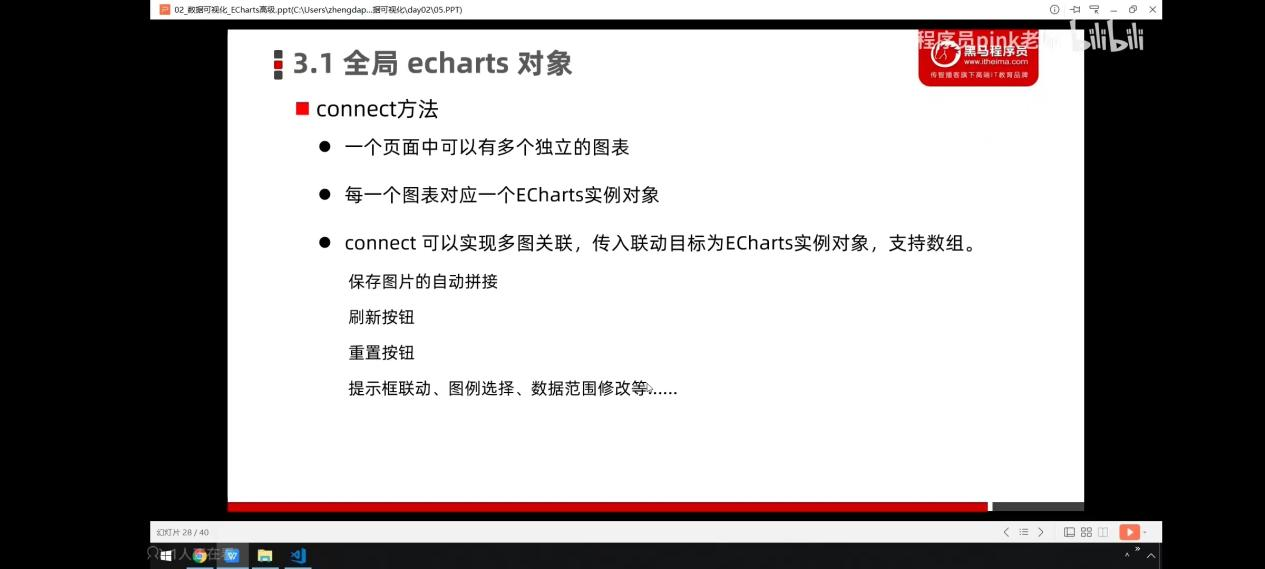 02_数据可视化_ECharts高级.ppt(C:\Users\zhengdap...据可视化\day02\05.PPT)
程序员pink老
bilibili
黑马程序员
www.itheima.com
传智播客旗下高端IT教育品牌
3.1 全局 echarts 对象
connect方法
一个页面中可以有多个独立的图表
每一个图表对应一个ECharts实例对象
connect 可以实现多图关联，传入联动目标为ECharts实例对象，支持数组。
保存图片的自动拼接
刷新按钮
重置按钮
提示框联动、图例选择、数据范围修改等......
幻灯片 28 / 40